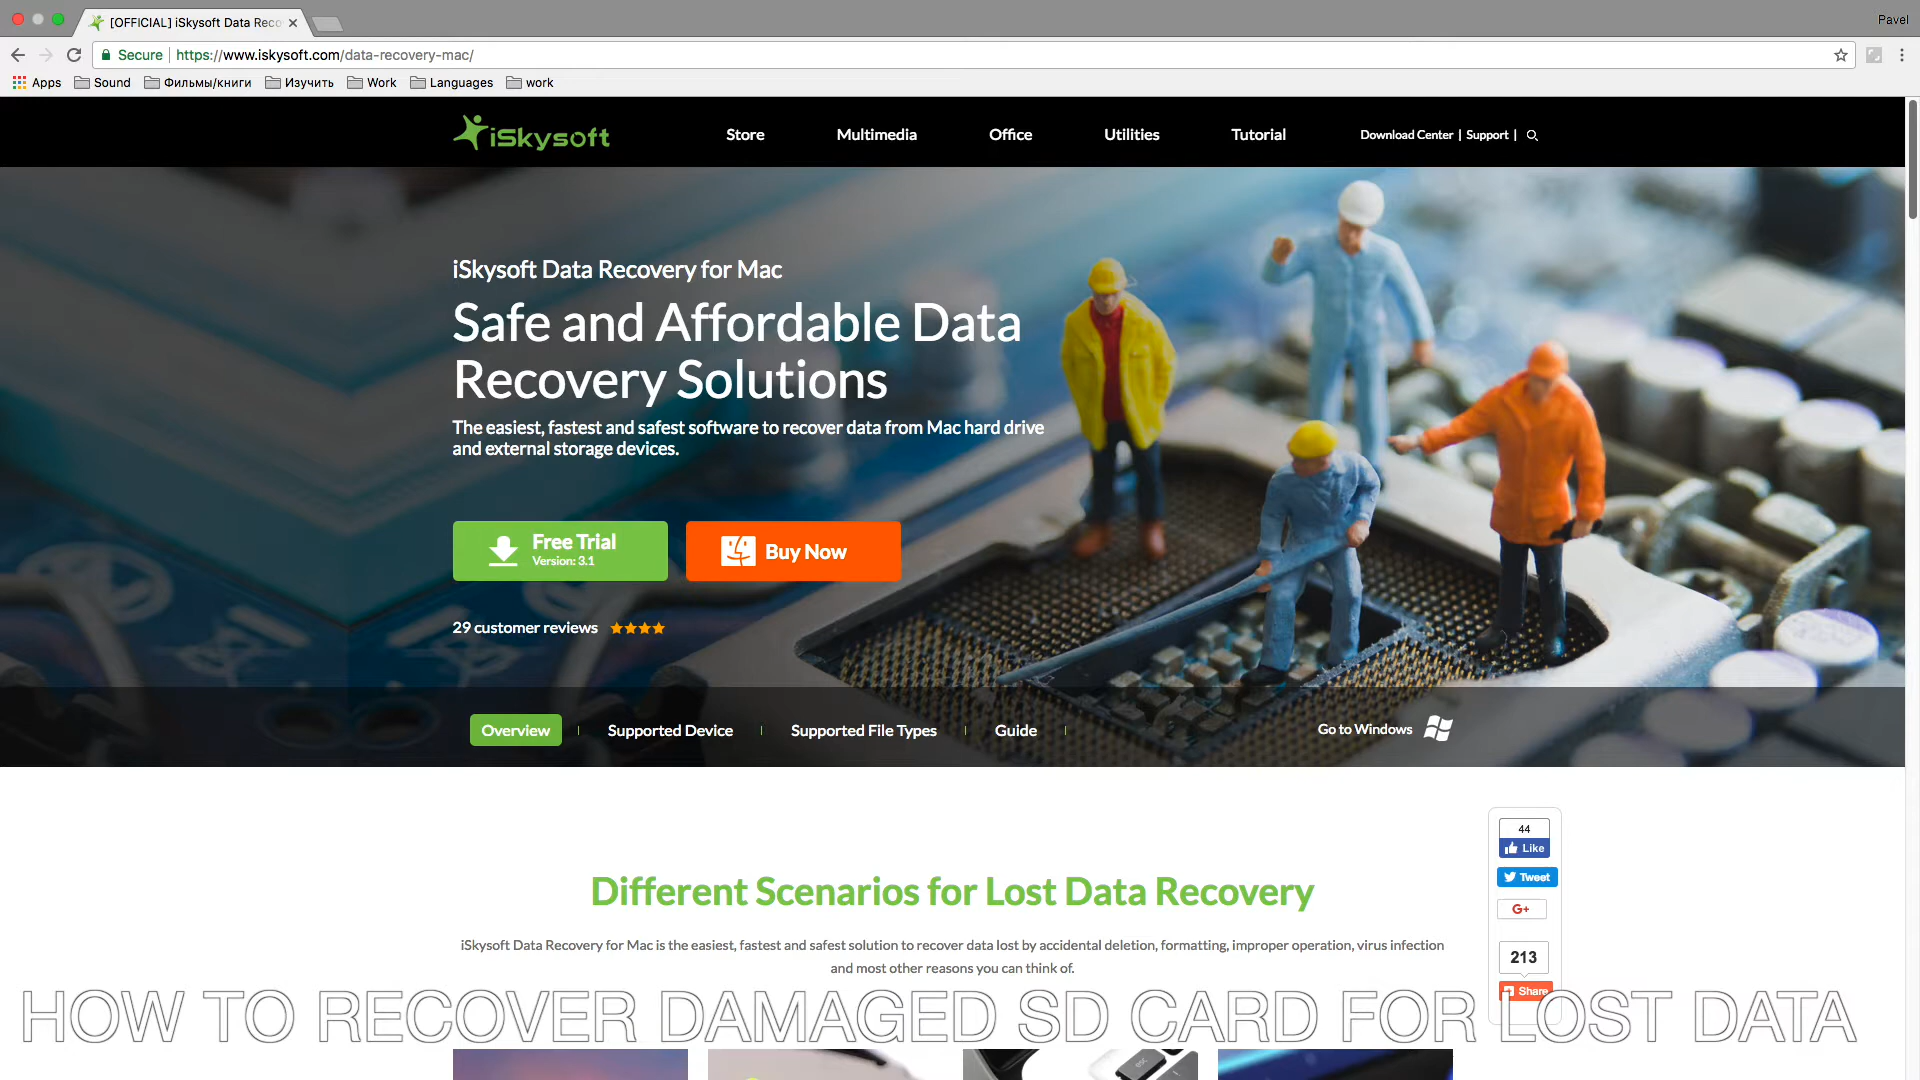 [OFFICIAL] iSkysoft Data Reco
Pavel
Secure
https://www.iskysoft.com/data-recovery-mac/
Apps
Sound
Фильмы/книги
Изучить
Work
Languages
work
iSkysoft
Store
Multimedia
Office
Utilities
Tutorial
Download Center | Support |
iSkysoft Data Recovery for Mac
Safe and Affordable Data
Recovery Solutions
The easiest, fastest and safest software to recover data from Mac hard drive
and external storage devices.
Free Trial
Version: 3.1
Buy Now
29 customer reviews
Overview
Supported Device
Supported File Types
Guide
Go to Windows
44
Like
Tweet
G+
213
Share
Different Scenarios for Lost Data Recovery
iSkysoft Data Recovery for Mac is the easiest, fastest and safest solution to recover data lost by accidental deletion, formatting, improper operation, virus infection
and most other reasons you can think of.
HOW TO RECOVER DAMAGED SD CARD FOR LOST DATA
esc